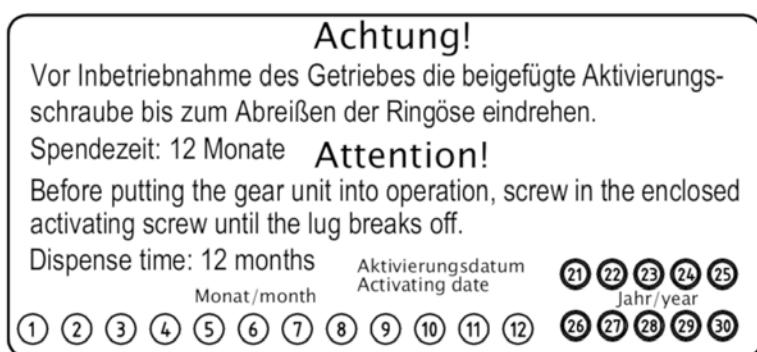 Achtung!
Vor Inbetriebnahme des Getriebes die beigefügte Aktivierungs-
schraube bis zum Abreißen der Ringöse eindrehen.
Spendezeit: 12 Monate
Attention!
Before putting the gear unit into operation, screw in the enclosed
activating screw until the lug breaks off.
Dispense time: 12 months
Aktivierungsdatum
Activating date
Monat/month
1 2 3 4 5 6 7 8 9 10 11 12
21 22 23 24 25
Jahr/year
26 27 28 29 30